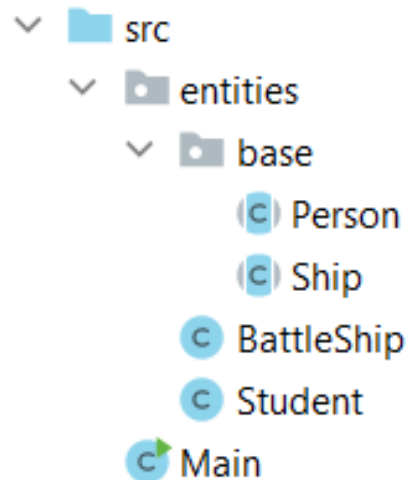 src
entities
base
Person
Ship
BattleShip
Student
Main